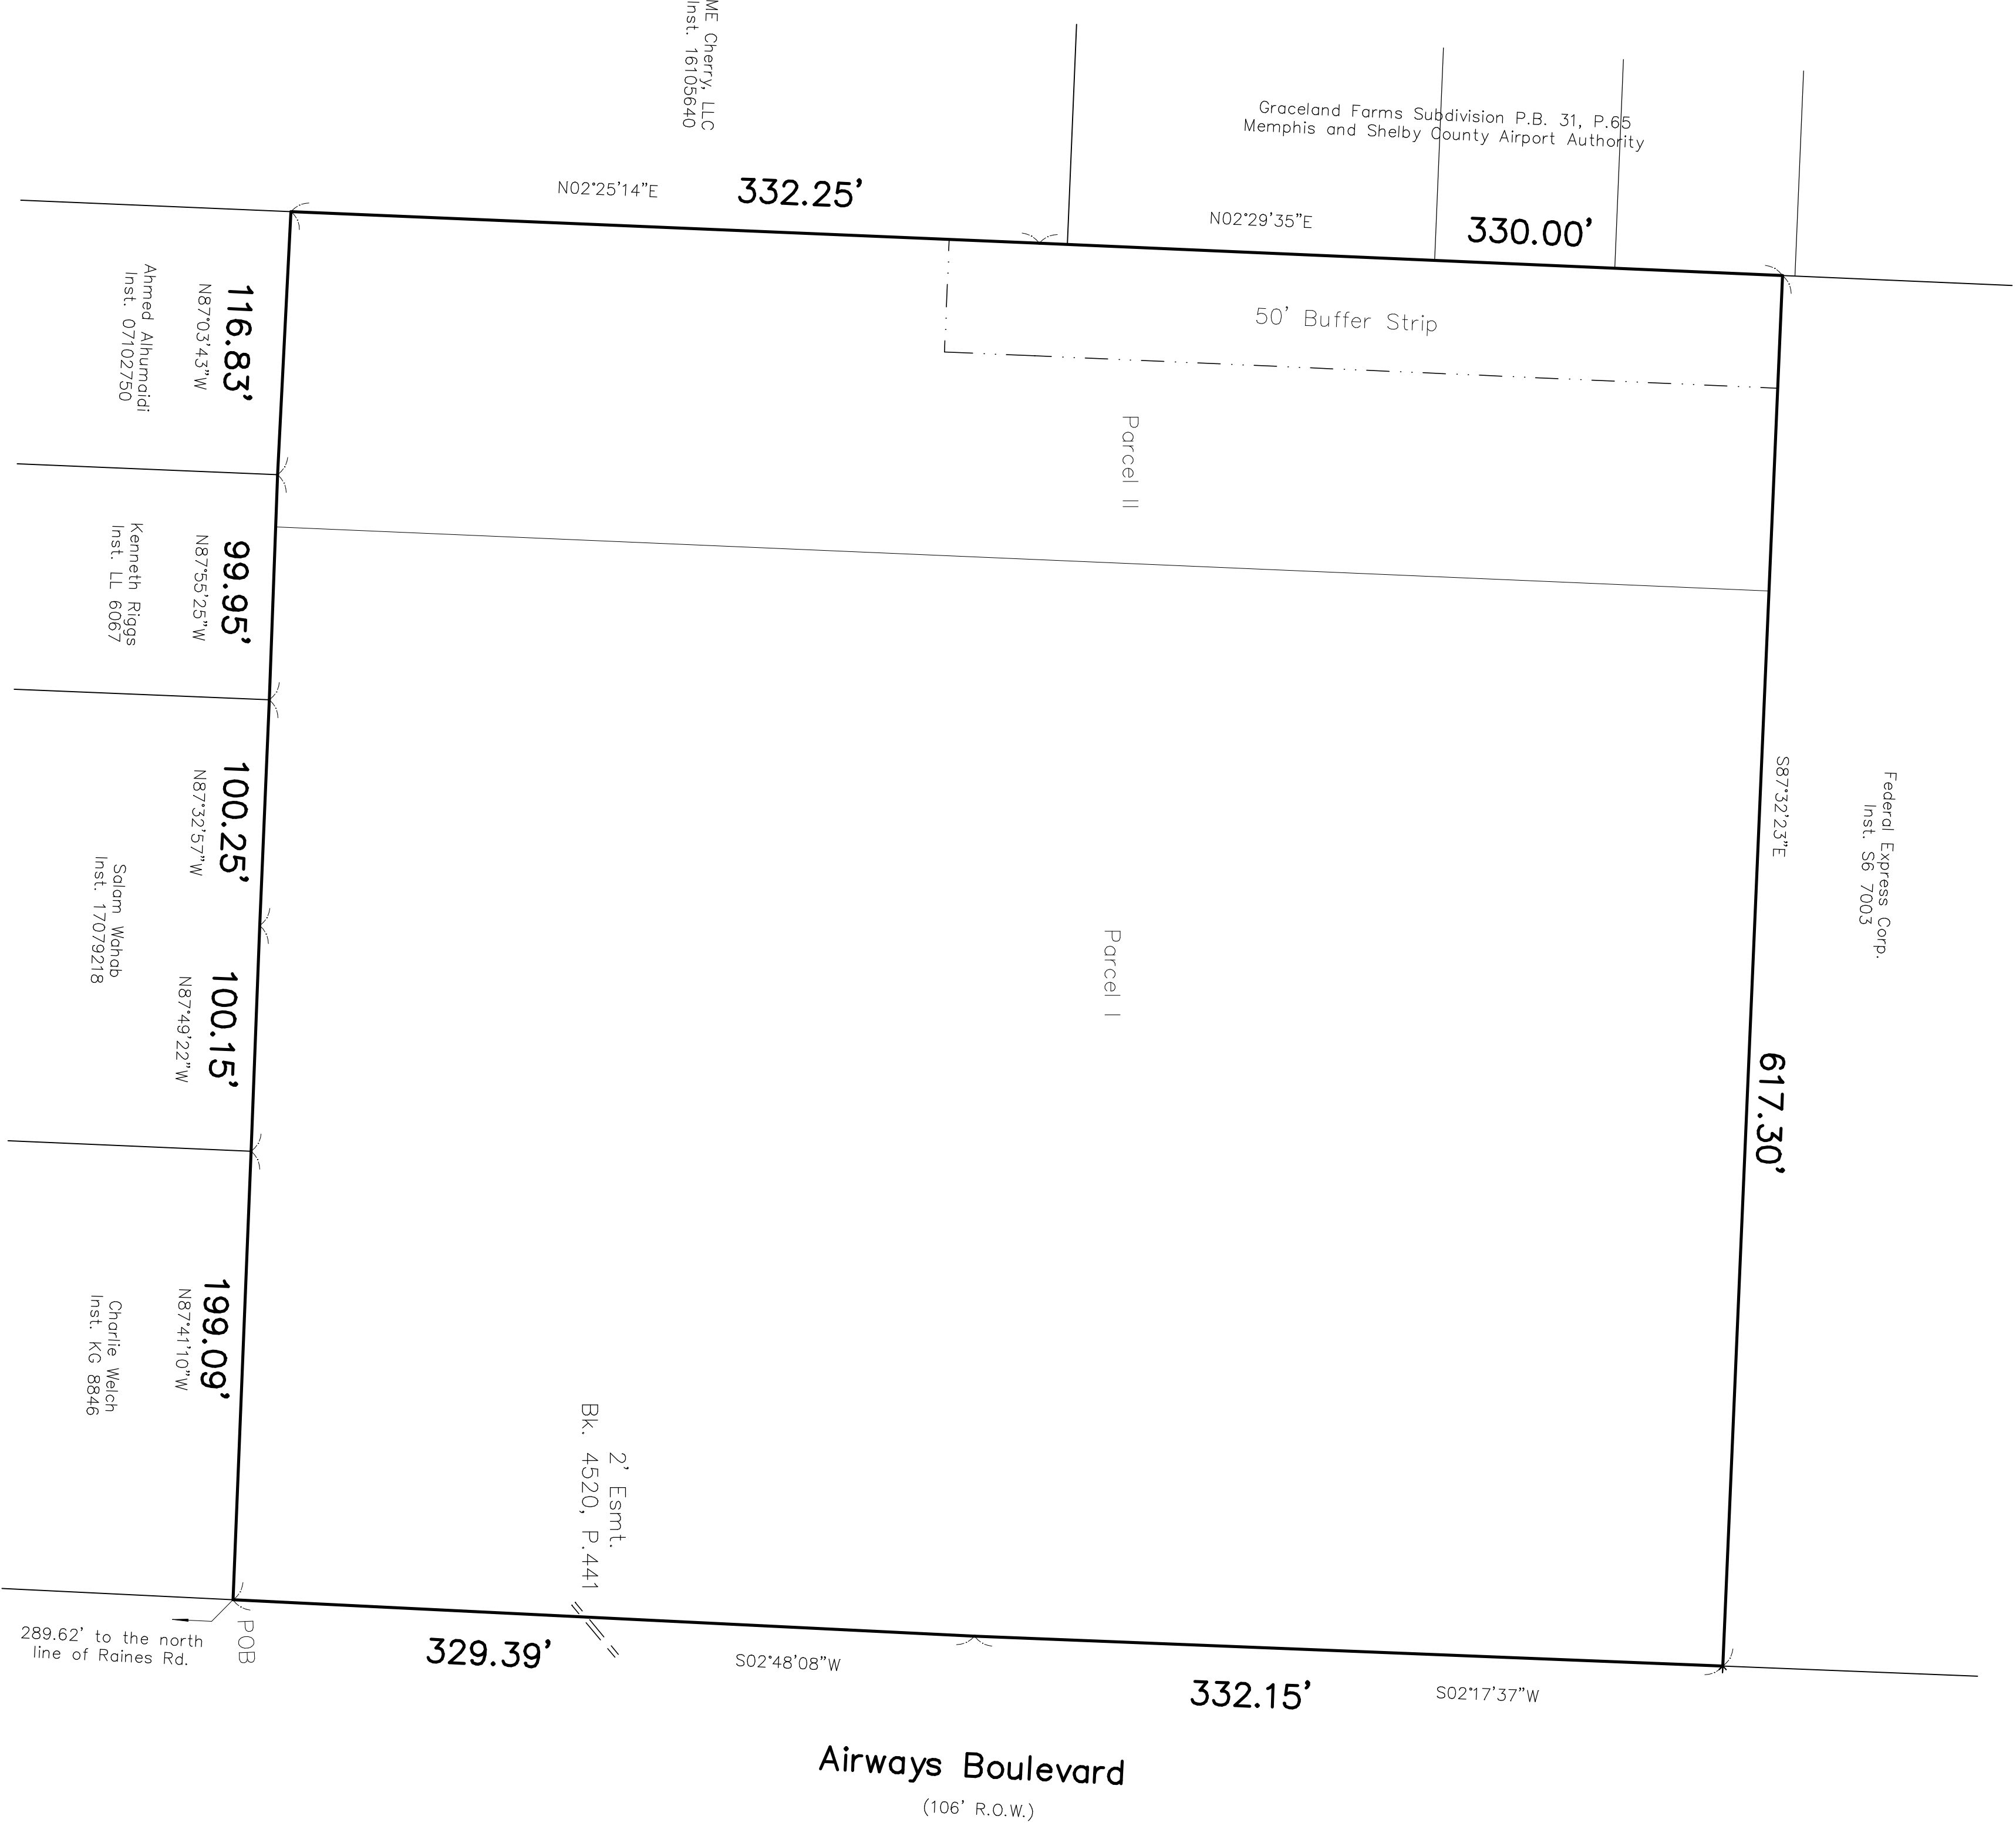 ME Cherry, LLC
Inst. 16105640
Graceland Farms Subdivision P.B. 31, P.65
Memphis and Shelby County Airport Authority
N02°25'14"E
332.25'
N02°29'35"E
330.00'
50' Buffer Strip
Parcel II
116.83'
N87°03'43"W
Ahmed Alhumaidi
Inst. 07102750
99.95'
N87°55'25"W
Kenneth Riggs
Inst. LL 6067
100.25'
N87°32'57"W
Salam Wahab
Inst. 17079218
100.15'
N87°49'22"W
199.09'
N87°41'10"W
Charlie Welch
Inst. KG 8846
Parcel I
S87°32'23"E
617.30'
Federal Express Corp.
Inst. S6 7003
2' Esmt.
Bk. 4520, P.441
POB
289.62' to the north
line of Raines Rd.
329.39'
S02°48'08"W
332.15'
S02°17'37"W
Airways Boulevard
(106' R.O.W.)